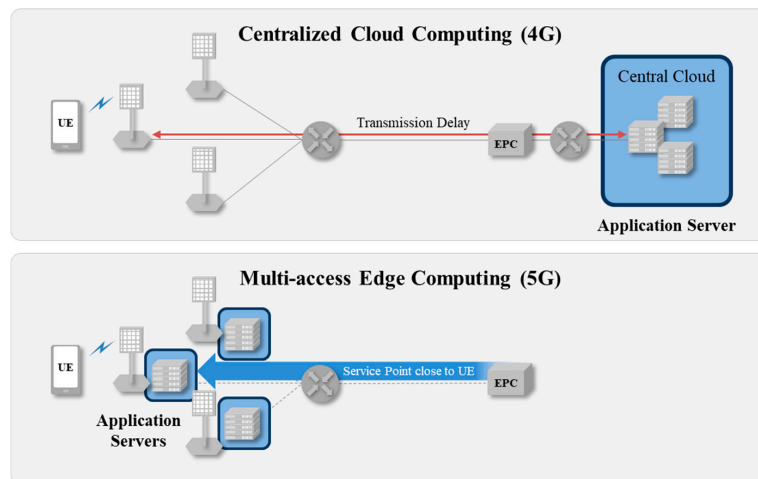 Centralized Cloud Computing (4G)
Central Cloud
UE
Transmission Delay
EPC
Application Server
Multi-access Edge Computing (5G)
UE
Service Point close to UE
EPC
Application
Servers